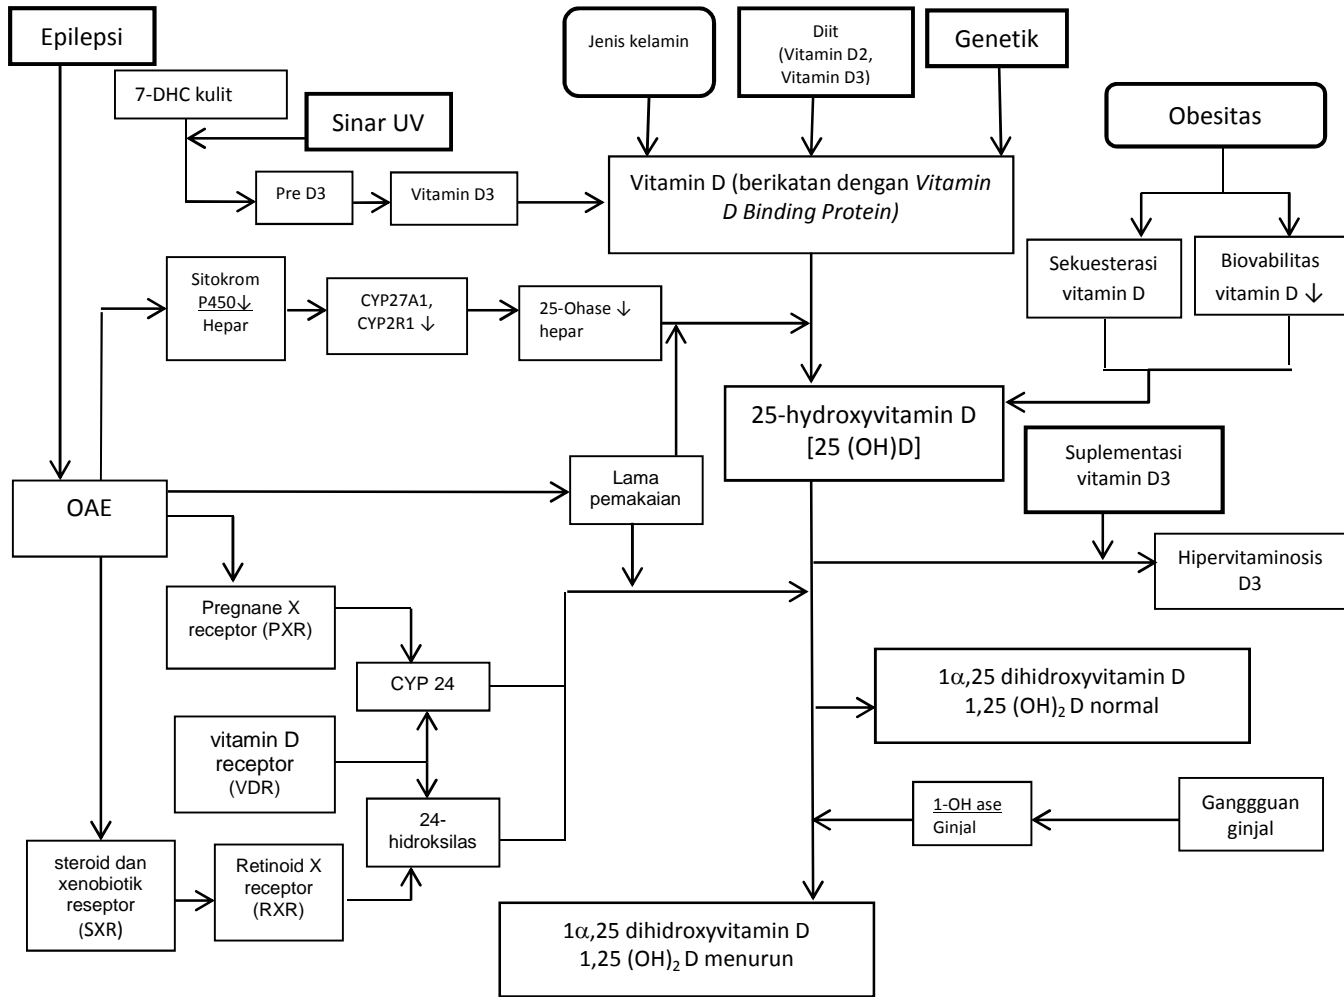 Epilepsi
Jenis kelamin
Diit
(Vitamin D2,
Vitamin D3)
Genetik
7-DHC kulit
Sinar UV
Obesitas
Pre D3
Vitamin D3
Vitamin D (berikatan dengan Vitamin
D Binding Protein)
Sekuesterasi
vitamin D
Biovabilitas
vitamin D ↓
Sitokrom
P450↓
Hepar
CYP27A1,
CYP2R1 ↓
25-Ohase ↓
hepar
25-hydroxyvitamin D
[25 (OH)D]
Suplementasi
vitamin D3
Lama
pemakaian
OAE
Hipervitaminosis
D3
Pregnane X
receptor (PXR)
CYP 24
1α,25 dihidroxyvitamin D
1,25 (OH)₂ D normal
vitamin D
receptor
(VDR)
24-
hidroksilas
1-OH ase
Ginjal
Ganggguan
ginjal
steroid dan
xenobiotik
reseptor
(SXR)
Retinoid X
receptor
(RXR)
1α,25 dihidroxyvitamin D
1,25 (OH)₂ D menurun